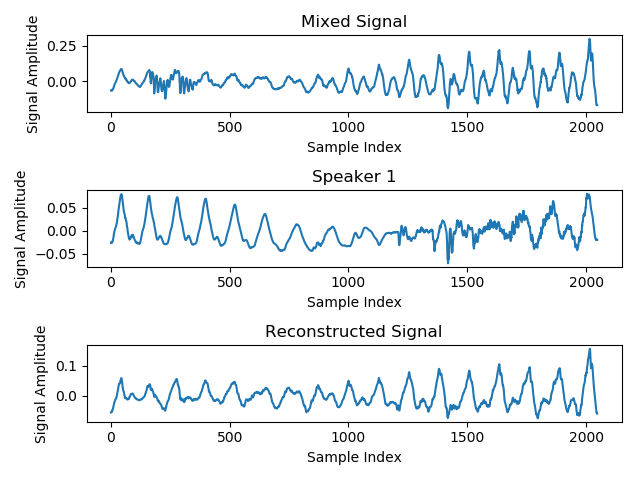 Mixed Signal
Signal Amplitude
0.25
0.00
0
500
1000
1500
2000
Sample Index
Speaker 1
Signal Amplitude
0.05
0.00
−0.05
0
500
1000
1500
2000
Sample Index
Reconstructed Signal
Signal Amplitude
0.1
0.0
0
500
1000
1500
2000
Sample Index